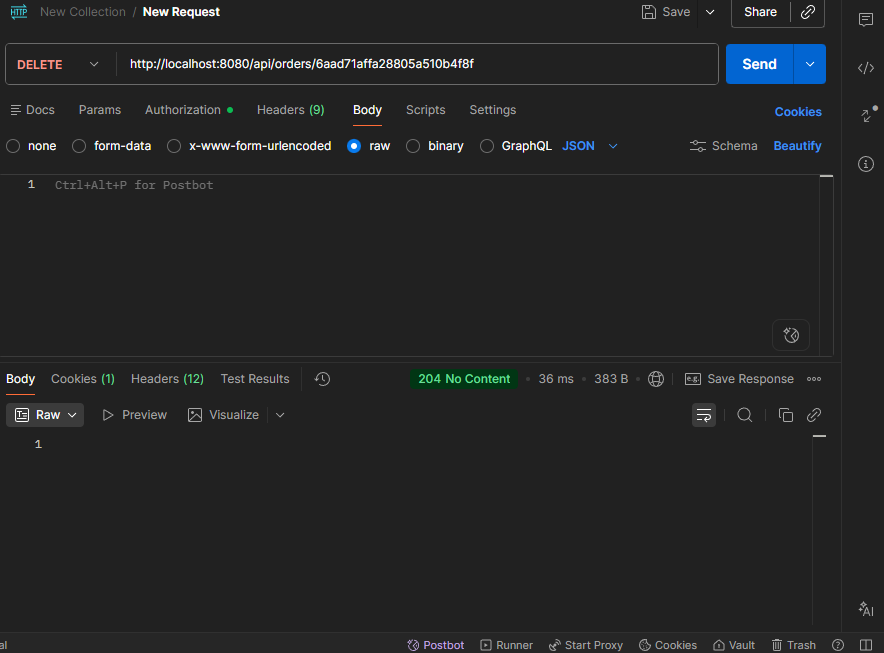 HTTP New Collection / New Request Save Share
DELETE http://localhost:8080/api/orders/6aad71affa28805a510b4f8f Send
Docs Params Authorization Headers (9) Body Scripts Settings Cookies
none form-data x-www-form-urlencoded raw binary GraphQL JSON Schema Beautify
1 Ctrl+Alt+P for Postbot
Body Cookies (1) Headers (12) Test Results 204 No Content • 36 ms • 383 B • e.g. Save Response
Raw Preview Visualize
1
AI
al Postbot Runner Start Proxy Cookies Vault Trash